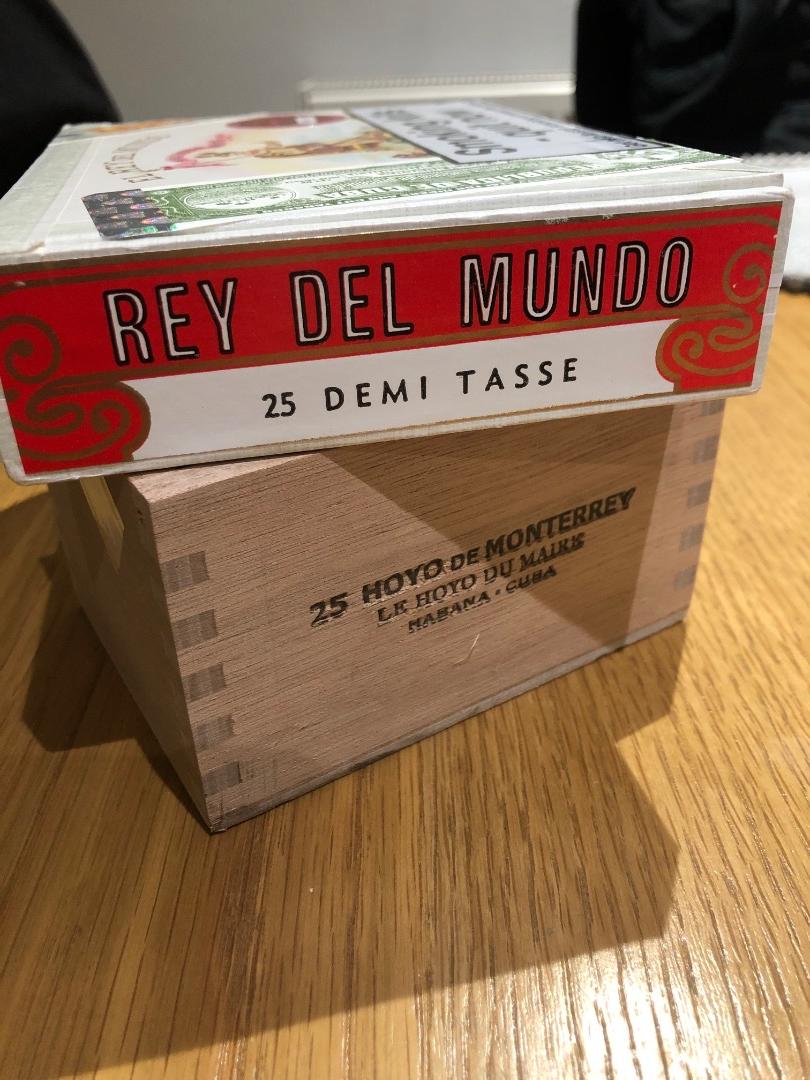 REY DEL MUNDO
25 DEMI TASSE
25 HOYO DE MONTERREY
LE HOYO DU MAIRE
HABANA · CUBA